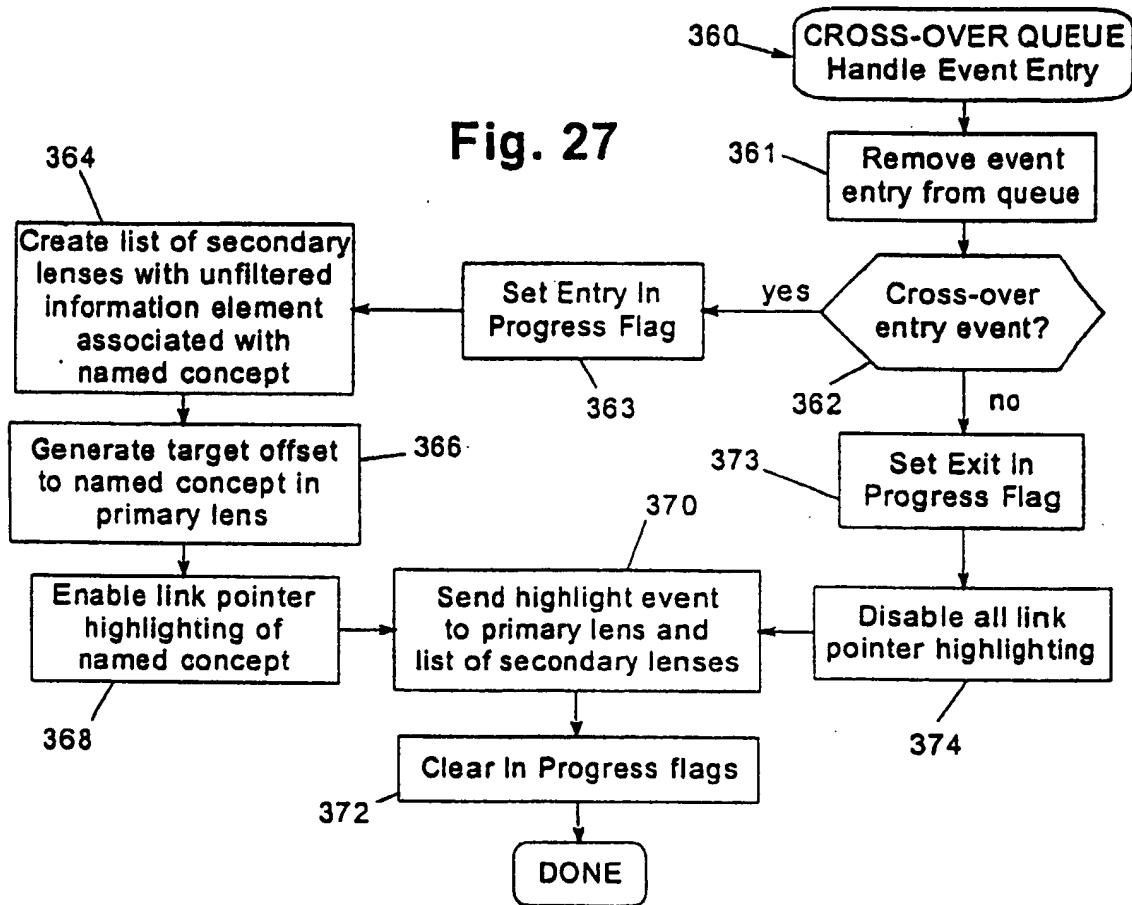 360
CROSS-OVER QUEUE
Handle Event Entry
Fig. 27
361
Remove event
entry from queue
362
Cross-over
entry event?
yes
no
363
Set Entry In
Progress Flag
364
Create list of secondary
lenses with unfiltered
information element
associated with
named concept
366
Generate target offset
to named concept in
primary lens
368
Enable link pointer
highlighting of
named concept
373
Set Exit In
Progress Flag
374
Disable all link
pointer highlighting
370
Send highlight event
to primary lens and
list of secondary lenses
372
Clear In Progress flags
DONE